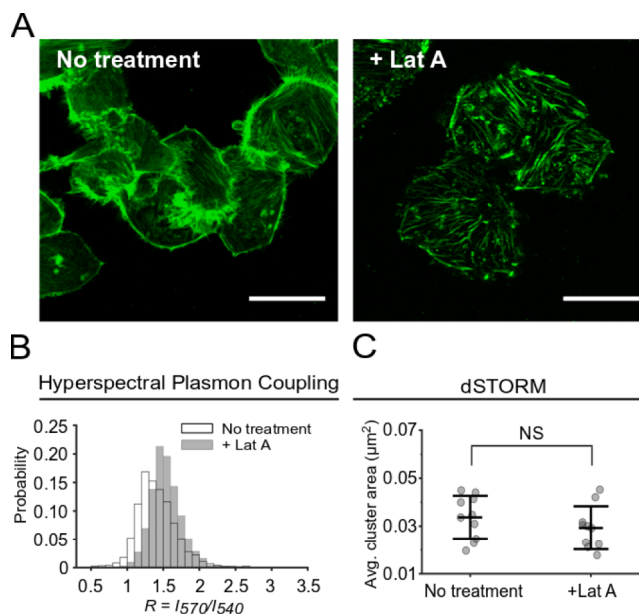 A
No treatment
+ Lat A
B
Hyperspectral Plasmon Coupling
0.25
0.20
0.15
0.10
0.05
0
Probability
No treatment
+ Lat A
0.5 1 1.5 2 2.5 3 3.5
R = I570/I540
C
dSTORM
0.07
0.05
0.03
0.01
Avg. cluster area (µm²)
NS
No treatment
+Lat A